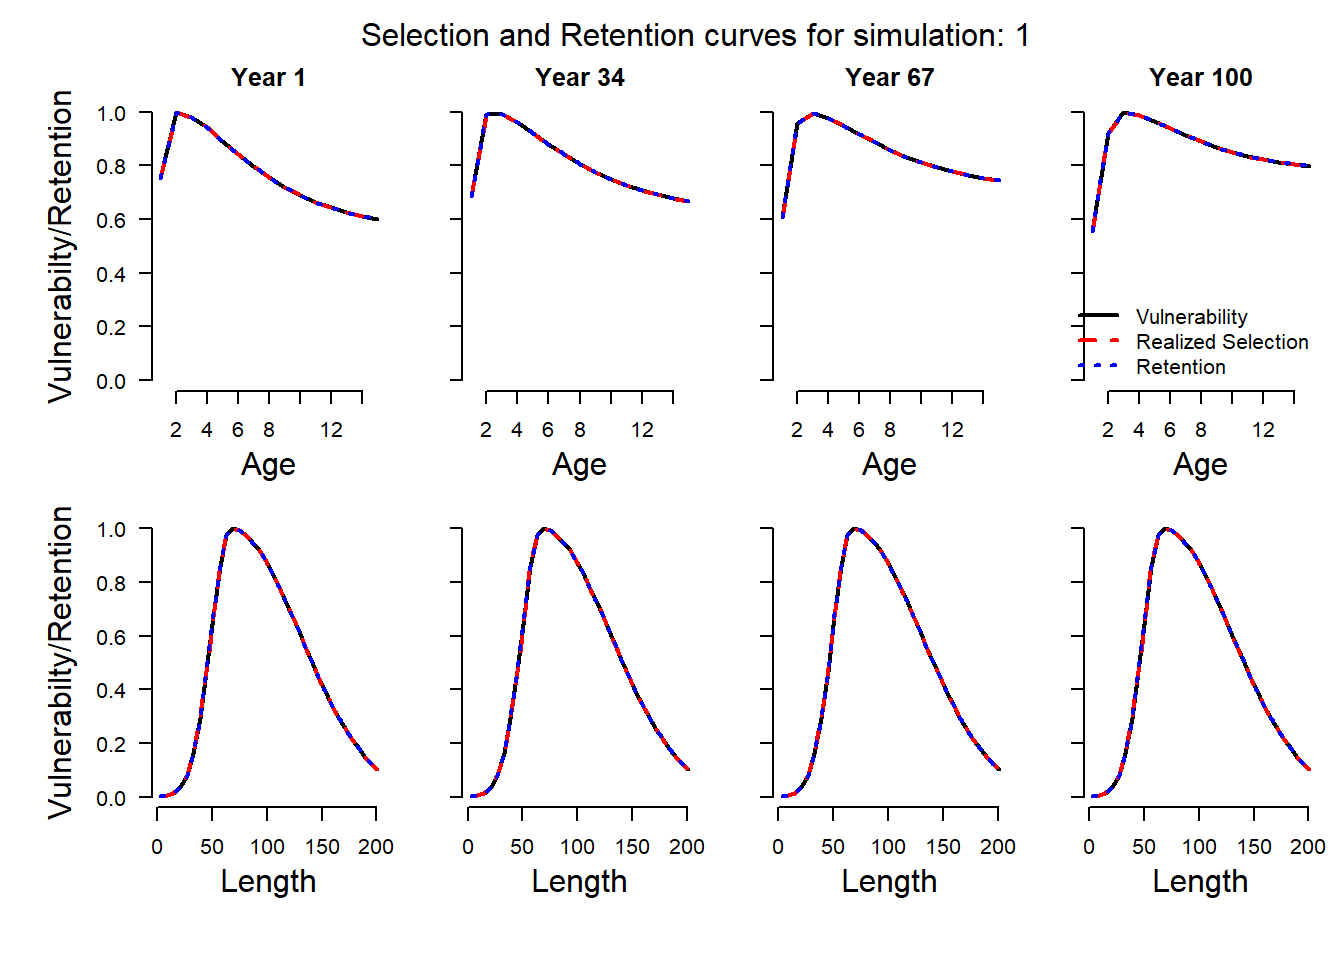 Selection and Retention curves for simulation: 1
Year 1 Year 34 Year 67 Year 100
Vulnerabilty/Retention
1.0
0.8
0.6
0.4
0.2
0.0
Vulnerability
Realized Selection
Retention
2 4 6 8 12 2 4 6 8 12 2 4 6 8 12 2 4 6 8 12
Age Age Age Age
Vulnerabilty/Retention
1.0
0.8
0.6
0.4
0.2
0.0
0 50 100 150 200 0 50 100 150 200 0 50 100 150 200 0 50 100 150 200
Length Length Length Length